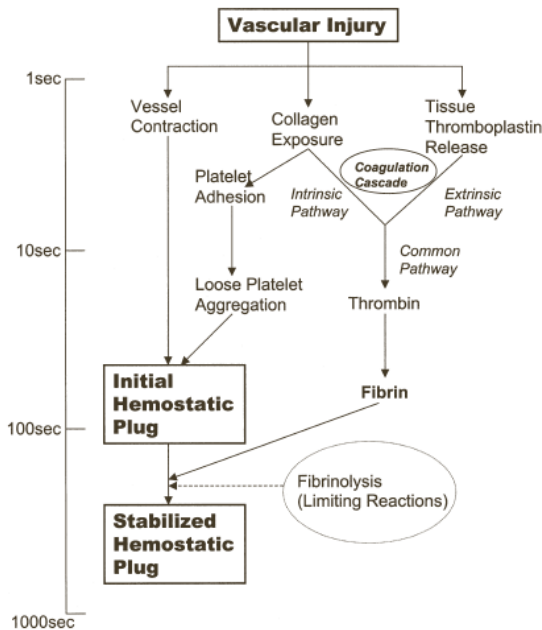 Vascular Injury
1sec
Vessel
Contraction
Collagen
Exposure
Tissue
Thromboplastin
Release
Coagulation
Cascade
Platelet
Adhesion
Intrinsic
Pathway
Extrinsic
Pathway
10sec
Common
Pathway
Loose Platelet
Aggregation
Thrombin
Initial
Hemostatic
Plug
Fibrin
100sec
Fibrinolysis
(Limiting Reactions)
Stabilized
Hemostatic
Plug
1000sec